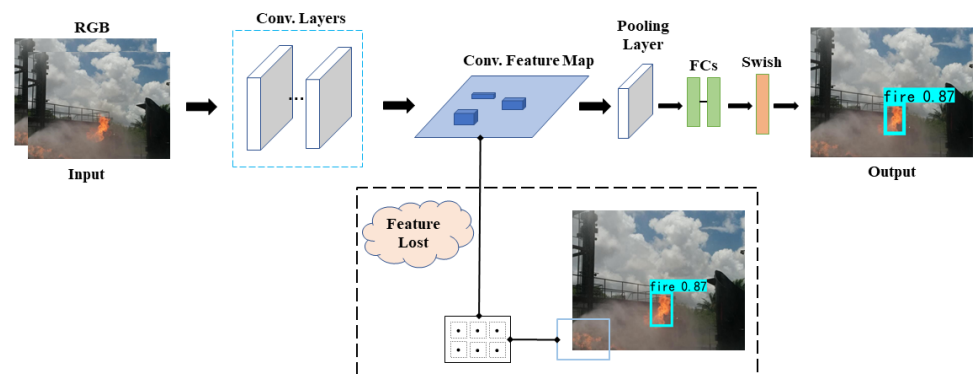 RGB
Input
Conv. Layers
...
Conv. Feature Map
Pooling
Layer
FCs
Swish
fire 0.87
Output
Feature
Lost
fire 0.87